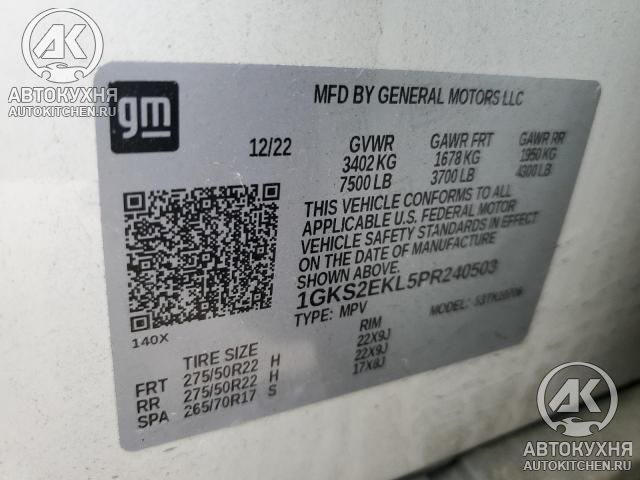 AK
АВТОКУХНЯ
AUTOKITCHEN.RU
gm
MFD BY GENERAL MOTORS LLC
12/22 GVWR GAWR FRT GAWR RR
3402 KG 1678 KG 1950 KG
7500 LB 3700 LB 4300 LB
THIS VEHICLE CONFORMS TO ALL
APPLICABLE U.S. FEDERAL MOTOR
VEHICLE SAFETY STANDARDS IN EFFECT
ON THE DATE OF MANUFACTURE
SHOWN ABOVE.
1GKS2EKL5PR240503
TYPE: MPV MODEL:
140X
TIRE SIZE RIM
FRT 275/50R22 H 22X9J
RR 275/50R22 H 22X9J
SPA 265/70R17 S 17X8J
AK
АВТОКУХНЯ
AUTOKITCHEN.RU